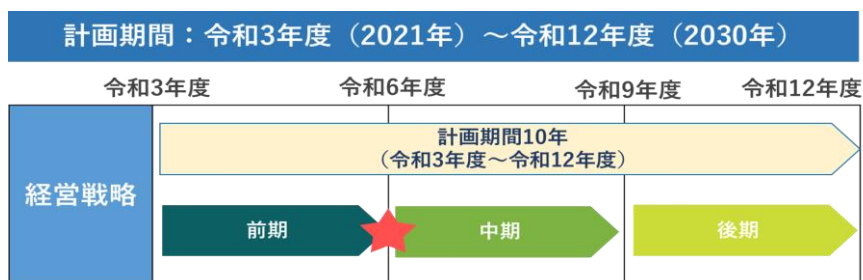 計画期間：令和3年度（2021年）～令和12年度（2030年）
令和3年度 令和6年度 令和9年度 令和12年度
計画期間10年
（令和3年度～令和12年度）
経営戦略
前期 中期 後期